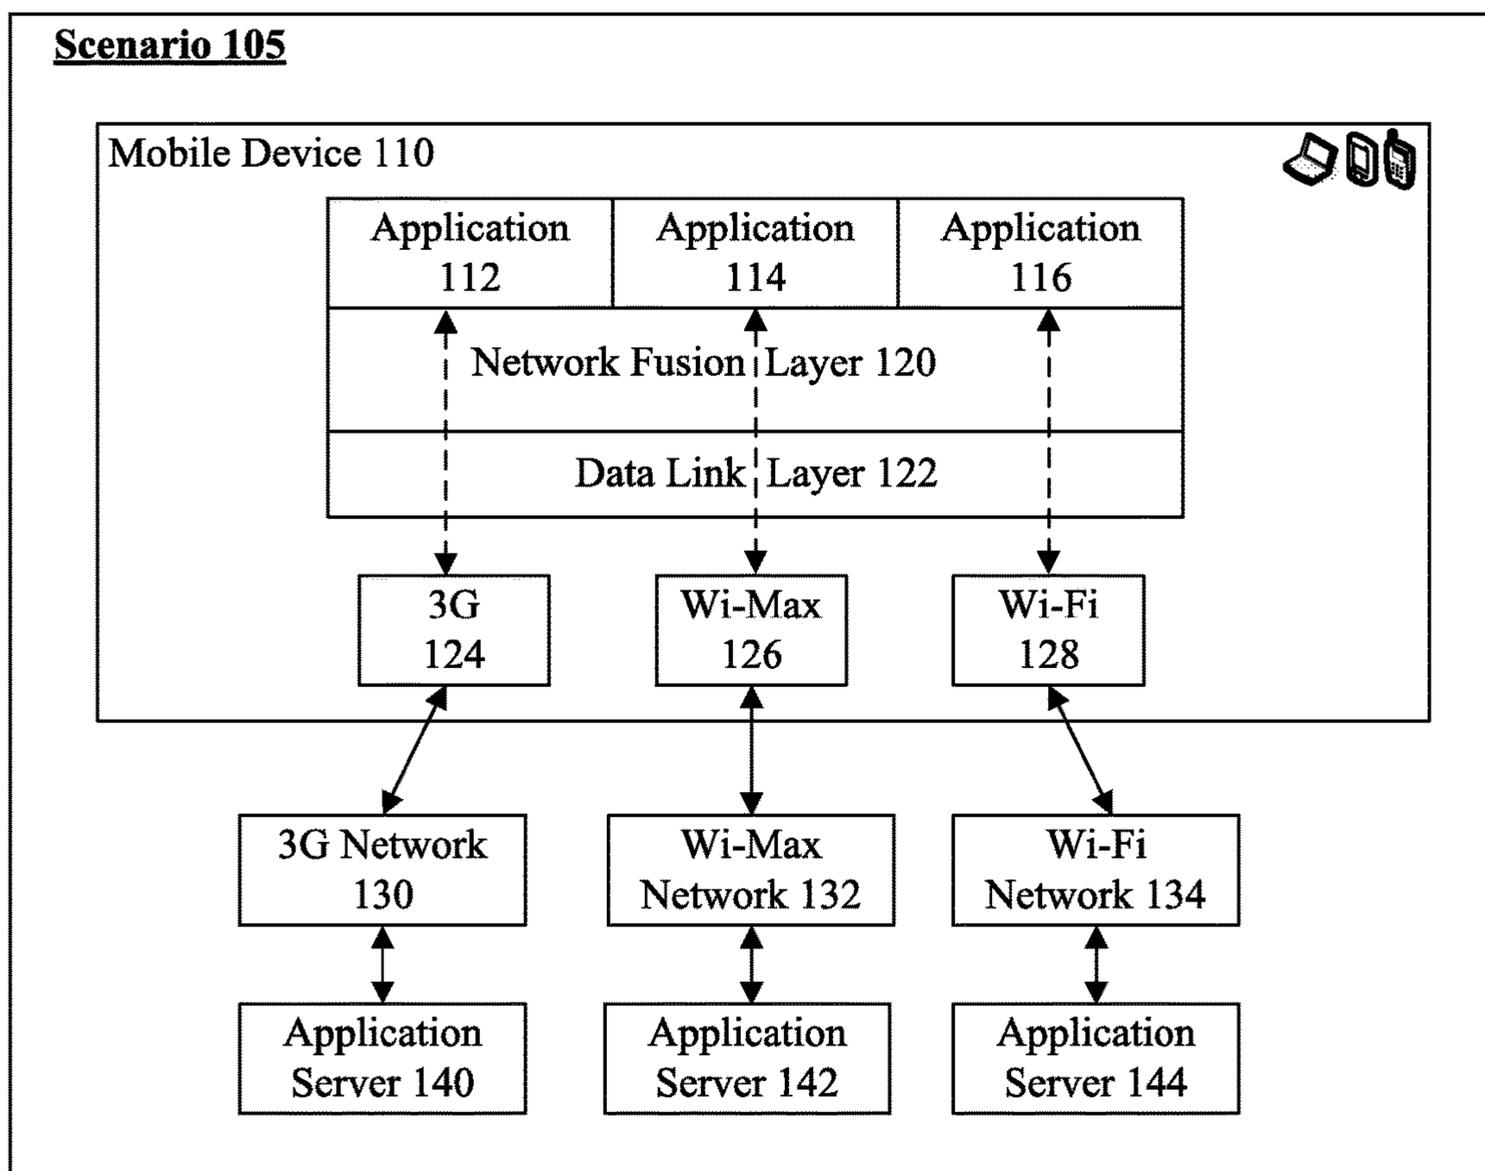 Scenario 105
Mobile Device 110
Application
112
Application
114
Application
116
Network Fusion Layer 120
Data Link Layer 122
3G
124
Wi-Max
126
Wi-Fi
128
3G Network
130
Wi-Max
Network 132
Wi-Fi
Network 134
Application
Server 140
Application
Server 142
Application
Server 144